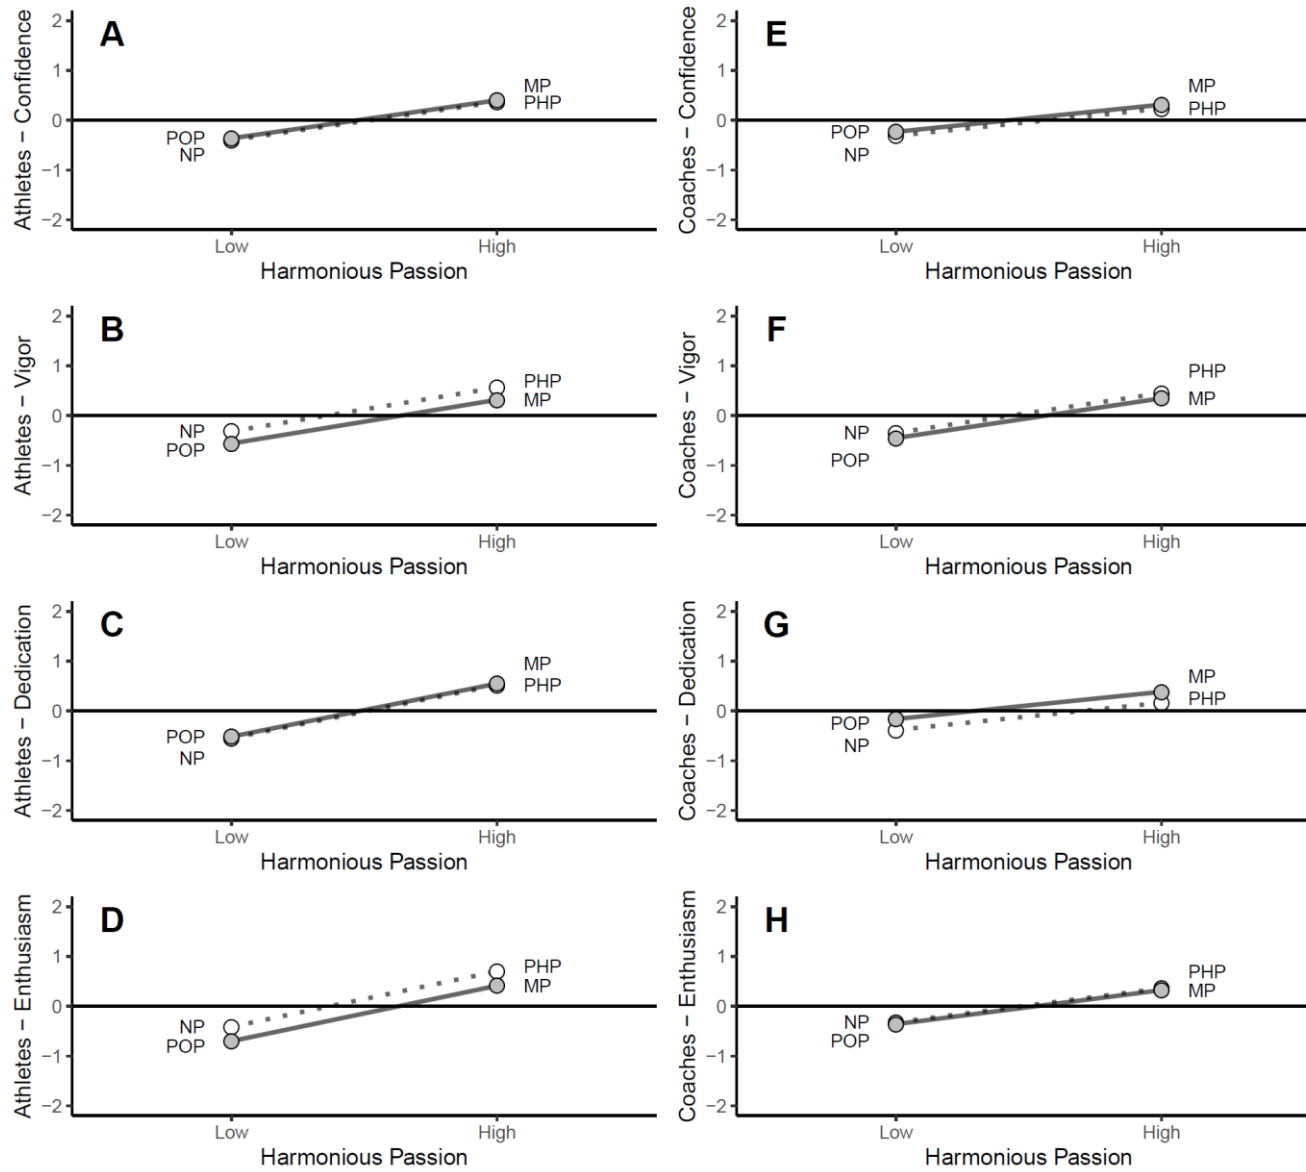 A
Athletes − Confidence
2
1
0
−1
−2
MP
PHP
POP
NP
Low
High
Harmonious Passion
E
Coaches − Confidence
2
1
0
−1
−2
MP
PHP
POP
NP
Low
High
Harmonious Passion
B
Athletes − Vigor
2
1
0
−1
−2
PHP
MP
NP
POP
Low
High
Harmonious Passion
F
Coaches − Vigor
2
1
0
−1
−2
PHP
MP
NP
POP
Low
High
Harmonious Passion
C
Athletes − Dedication
2
1
0
−1
−2
MP
PHP
POP
NP
Low
High
Harmonious Passion
G
Coaches − Dedication
2
1
0
−1
−2
MP
PHP
POP
NP
Low
High
Harmonious Passion
D
Athletes − Enthusiasm
2
1
0
−1
−2
PHP
MP
NP
POP
Low
High
Harmonious Passion
H
Coaches − Enthusiasm
2
1
0
−1
−2
PHP
MP
NP
POP
Low
High
Harmonious Passion